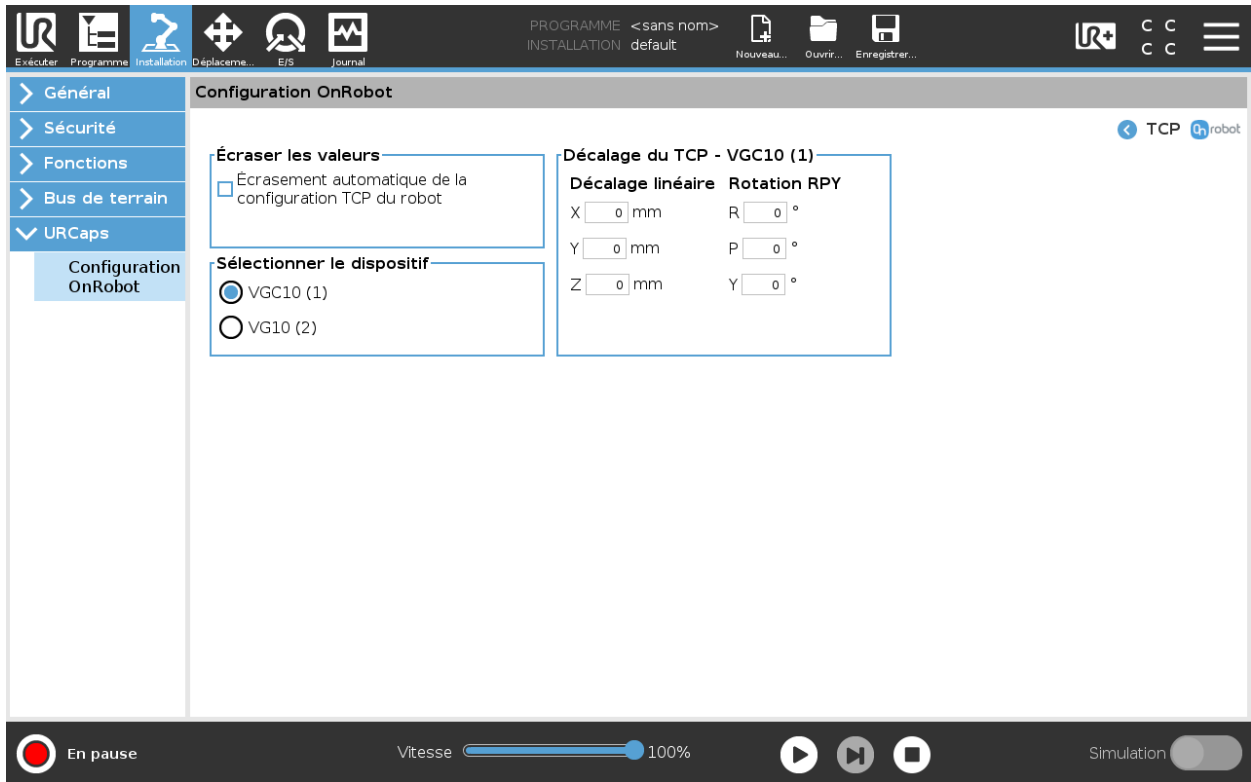 PROGRAMME <sans nom>
INSTALLATION default
UR+
C C
C C
Exécuter Programme Installation Déplaceme... E/S Journal
Nouveau... Ouvrir... Enregistrer...
Général
Configuration OnRobot
Sécurité
TCP
On robot
Fonctions
Bus de terrain
URCaps
Configuration
OnRobot
Écraser les valeurs
Écrasement automatique de la
configuration TCP du robot
Sélectionner le dispositif
VGC10 (1)
VG10 (2)
Décalage du TCP - VGC10 (1)
Décalage linéaire Rotation RPY
X 0 mm R 0 °
Y 0 mm P 0 °
Z 0 mm Y 0 °
En pause
Vitesse 100%
Simulation